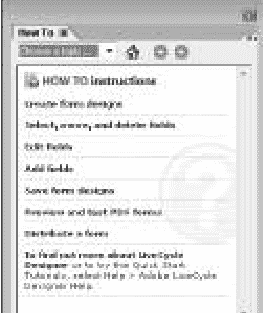 How To
HOW TO instructions
Create form designs
Select, move, and delete fields
Edit fields
Add fields
Save form designs
Preview and test PDF forms
Distribute a form
To find out more about LiveCycle
Designer or to try the Quick Start
Tutorials, select Help > Adobe LiveCycle
Designer Help.